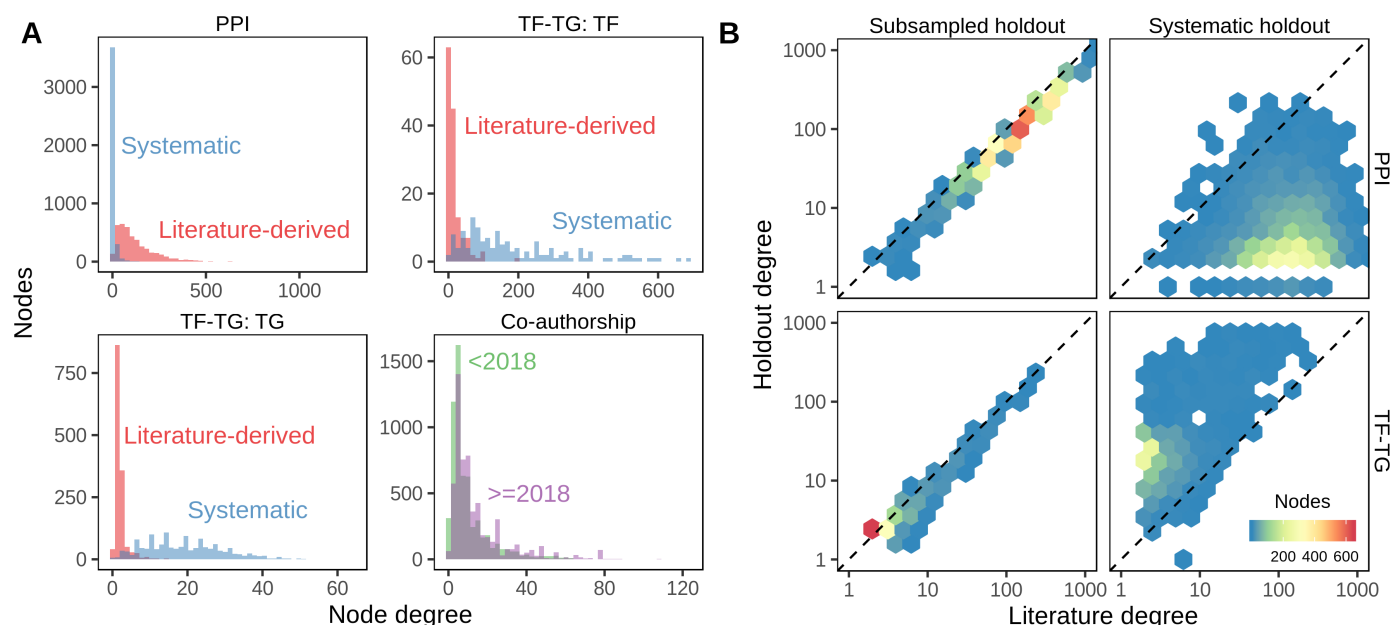 A
PPI
TF-TG: TF
Nodes
3000
2000
1000
0
Systematic
Literature-derived
0 500 1000
60
40
20
0
Literature-derived
Systematic
0 200 400 600
TF-TG: TG
Co-authorship
750
500
250
0
Literature-derived
Systematic
0 20 40 60
1500
1000
500
0
<2018
>=2018
0 40 80 120
Node degree
B
Subsampled holdout
Systematic holdout
Holdout degree
1000
100
10
1
PPI
1000
100
10
1
TF-TG
Nodes
200 400 600
1 10 100 1000
1 10 100 1000
Literature degree